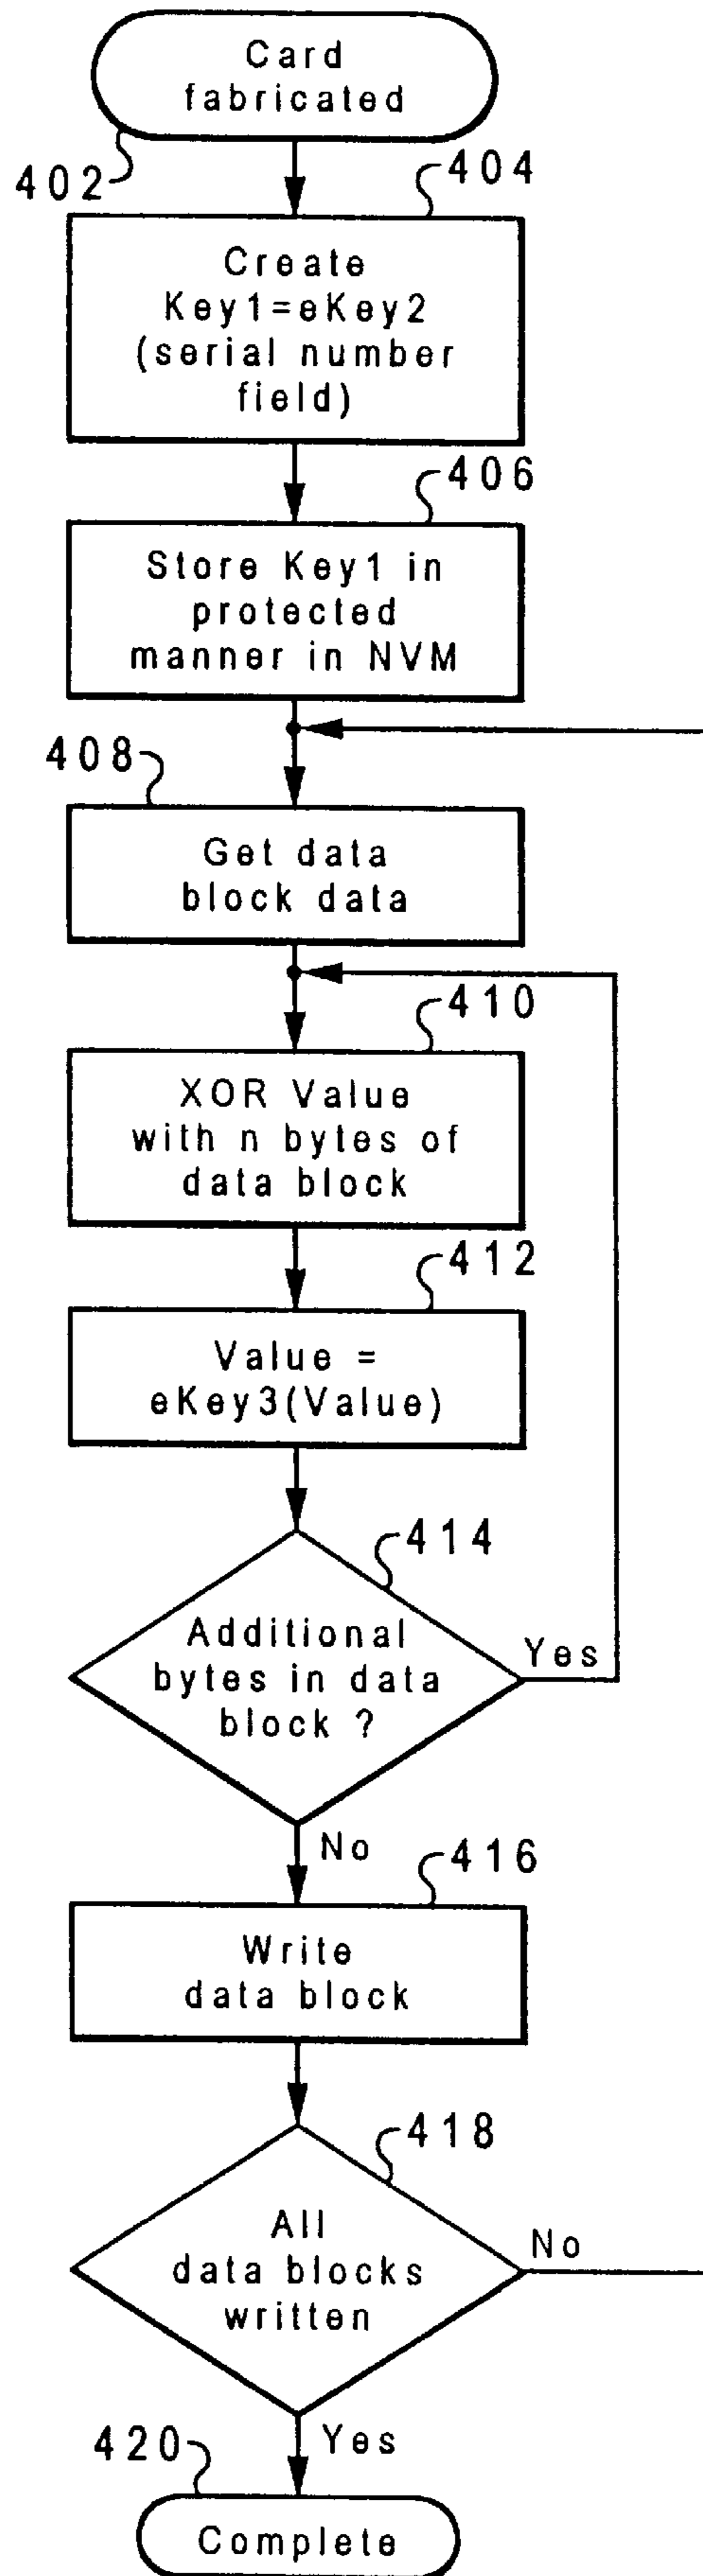 Card
fabricated
402
404
Create
Key1=eKey2
(serial number
field)
406
Store Key1 in
protected
manner in NVM
408
Get data
block data
410
XOR Value
with n bytes of
data block
412
Value =
eKey3(Value)
414
Additional
bytes in data
block ?
Yes
No
416
Write
data block
418
All
data blocks
written
No
Yes
420
Complete